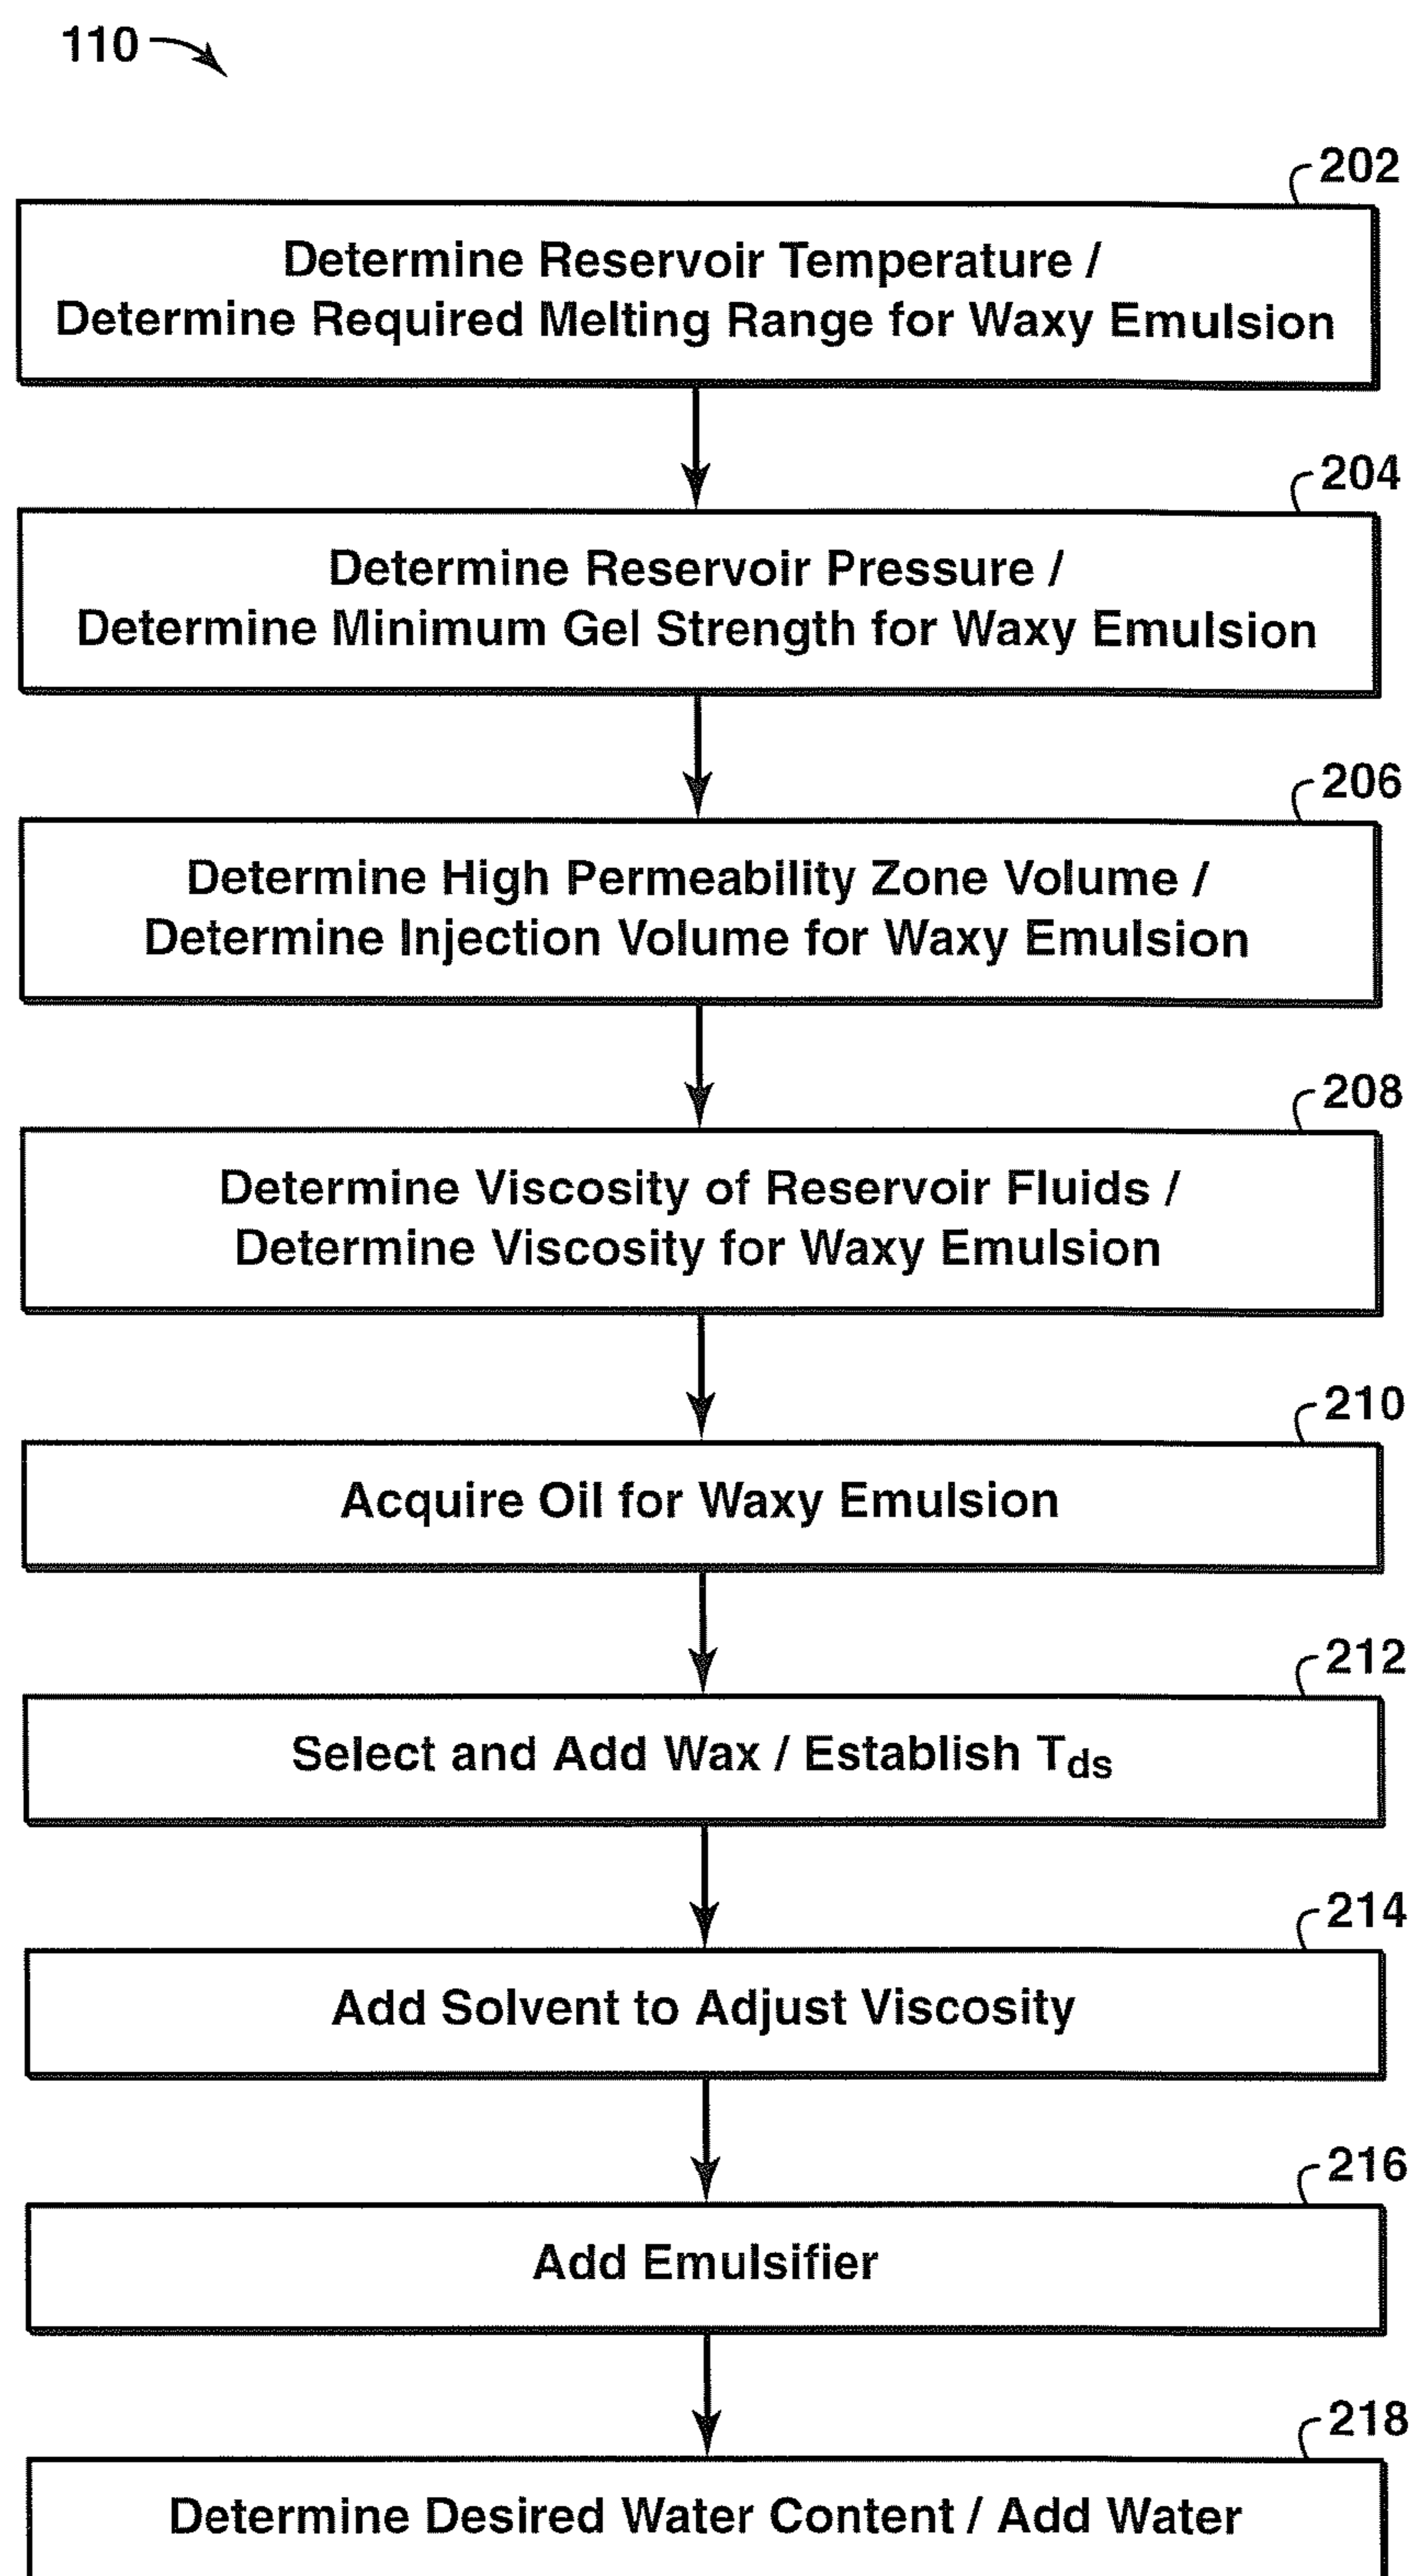 110
202
Determine Reservoir Temperature /
Determine Required Melting Range for Waxy Emulsion
204
Determine Reservoir Pressure /
Determine Minimum Gel Strength for Waxy Emulsion
206
Determine High Permeability Zone Volume /
Determine Injection Volume for Waxy Emulsion
208
Determine Viscosity of Reservoir Fluids /
Determine Viscosity for Waxy Emulsion
210
Acquire Oil for Waxy Emulsion
212
Select and Add Wax / Establish Tds
214
Add Solvent to Adjust Viscosity
216
Add Emulsifier
218
Determine Desired Water Content / Add Water